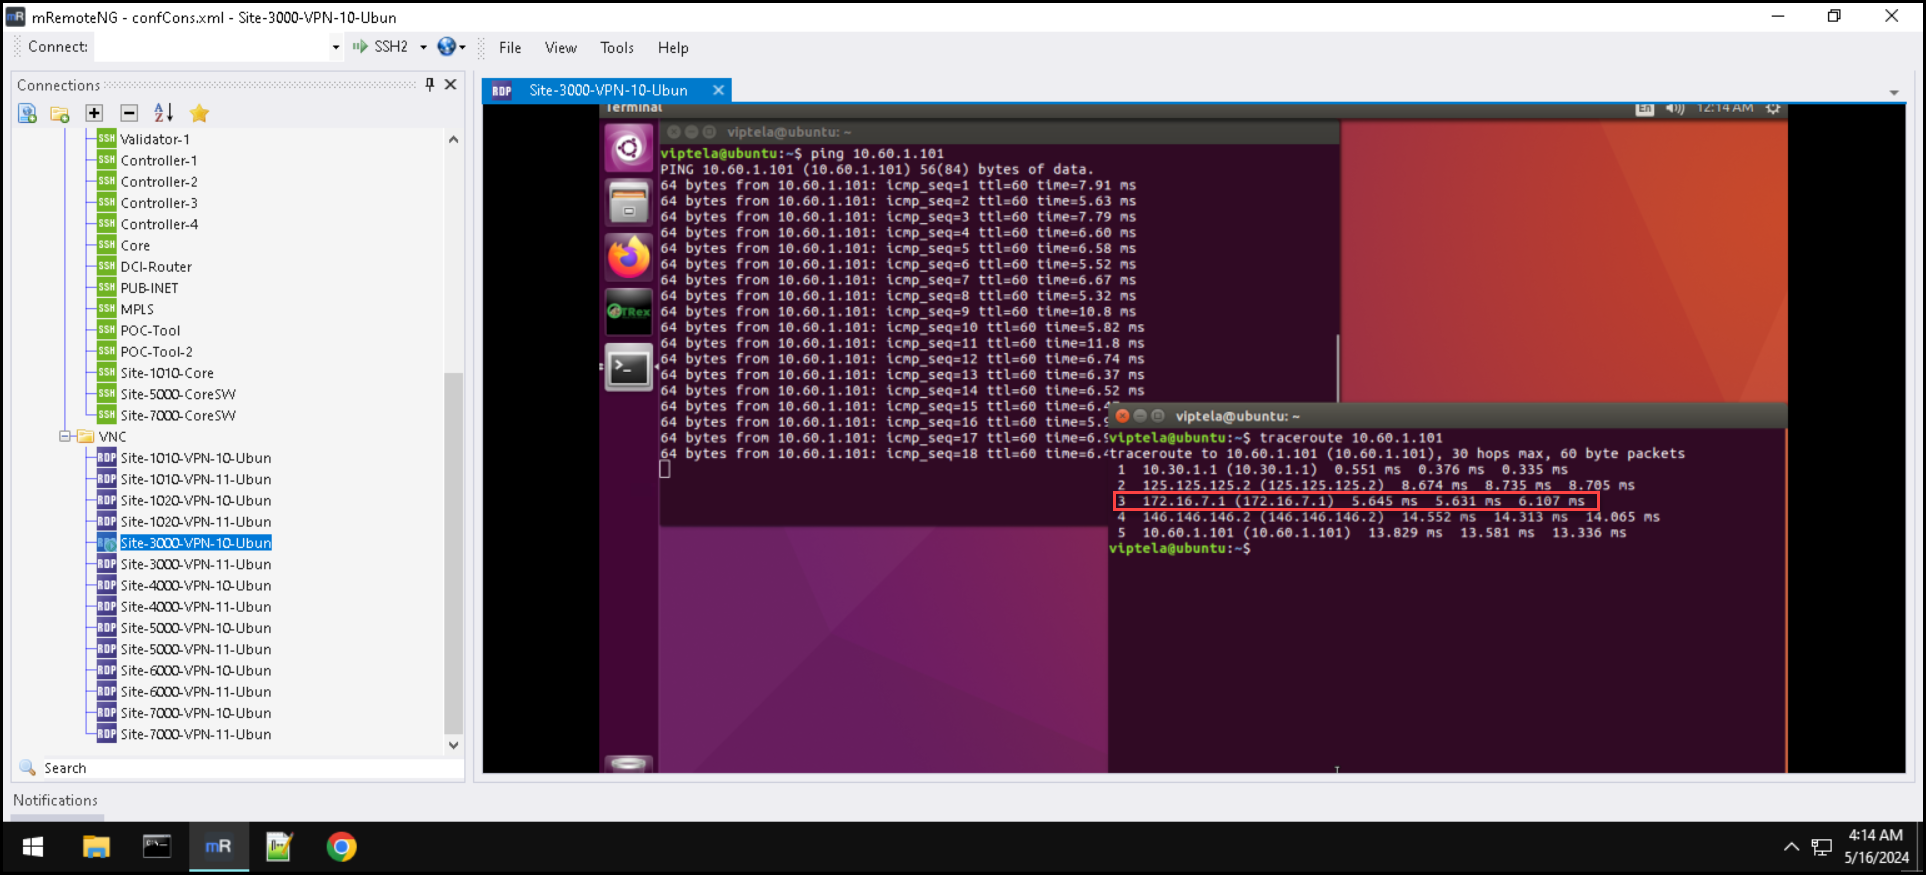 mRemoteNG - confCons.xml - Site-3000-VPN-10-Ubun
Connect:
SSH2
File
View
Tools
Help
Connections
Validator-1
Controller-1
Controller-2
Controller-3
Controller-4
Core
DCI-Router
PUB-INET
MPLS
POC-Tool
POC-Tool-2
Site-1010-Core
Site-5000-CoreSW
Site-7000-CoreSW
VNC
Site-1010-VPN-10-Ubun
Site-1010-VPN-11-Ubun
Site-1020-VPN-10-Ubun
Site-1020-VPN-11-Ubun
Site-3000-VPN-10-Ubun
Site-3000-VPN-11-Ubun
Site-4000-VPN-10-Ubun
Site-4000-VPN-11-Ubun
Site-5000-VPN-10-Ubun
Site-5000-VPN-11-Ubun
Site-6000-VPN-10-Ubun
Site-6000-VPN-11-Ubun
Site-7000-VPN-10-Ubun
Site-7000-VPN-11-Ubun
Search
Notifications
RDP Site-3000-VPN-10-Ubun
Terminal
En
12:14 AM
viptela@ubuntu: ~
viptela@ubuntu:~$ ping 10.60.1.101
PING 10.60.1.101 (10.60.1.101) 56(84) bytes of data.
64 bytes from 10.60.1.101: icmp_seq=1 ttl=60 time=7.91 ms
64 bytes from 10.60.1.101: icmp_seq=2 ttl=60 time=5.63 ms
64 bytes from 10.60.1.101: icmp_seq=3 ttl=60 time=7.79 ms
64 bytes from 10.60.1.101: icmp_seq=4 ttl=60 time=6.60 ms
64 bytes from 10.60.1.101: icmp_seq=5 ttl=60 time=6.58 ms
64 bytes from 10.60.1.101: icmp_seq=6 ttl=60 time=5.52 ms
64 bytes from 10.60.1.101: icmp_seq=7 ttl=60 time=6.67 ms
64 bytes from 10.60.1.101: icmp_seq=8 ttl=60 time=5.32 ms
64 bytes from 10.60.1.101: icmp_seq=9 ttl=60 time=10.8 ms
64 bytes from 10.60.1.101: icmp_seq=10 ttl=60 time=5.82 ms
64 bytes from 10.60.1.101: icmp_seq=11 ttl=60 time=11.8 ms
64 bytes from 10.60.1.101: icmp_seq=12 ttl=60 time=6.74 ms
64 bytes from 10.60.1.101: icmp_seq=13 ttl=60 time=6.37 ms
64 bytes from 10.60.1.101: icmp_seq=14 ttl=60 time=6.52 ms
64 bytes from 10.60.1.101: icmp_seq=15 ttl=60
64 bytes from 10.60.1.101: icmp_seq=16 ttl=60
64 bytes from 10.60.1.101: icmp_seq=17 ttl=60
64 bytes from 10.60.1.101: icmp_seq=18 ttl=60
TRex
viptela@ubuntu: ~
viptela@ubuntu:~$ traceroute 10.60.1.101
traceroute to 10.60.1.101 (10.60.1.101), 30 hops max, 60 byte packets
1 10.30.1.1 (10.30.1.1) 0.551 ms 0.376 ms 0.335 ms
2 125.125.125.2 (125.125.125.2) 8.674 ms 8.735 ms 8.705 ms
3 172.16.7.1 (172.16.7.1) 5.645 ms 5.631 ms 6.107 ms
4 146.146.146.2 (146.146.146.2) 14.552 ms 14.313 ms 14.065 ms
5 10.60.1.101 (10.60.1.101) 13.829 ms 13.581 ms 13.336 ms
viptela@ubuntu:~$
mR
4:14 AM
5/16/2024